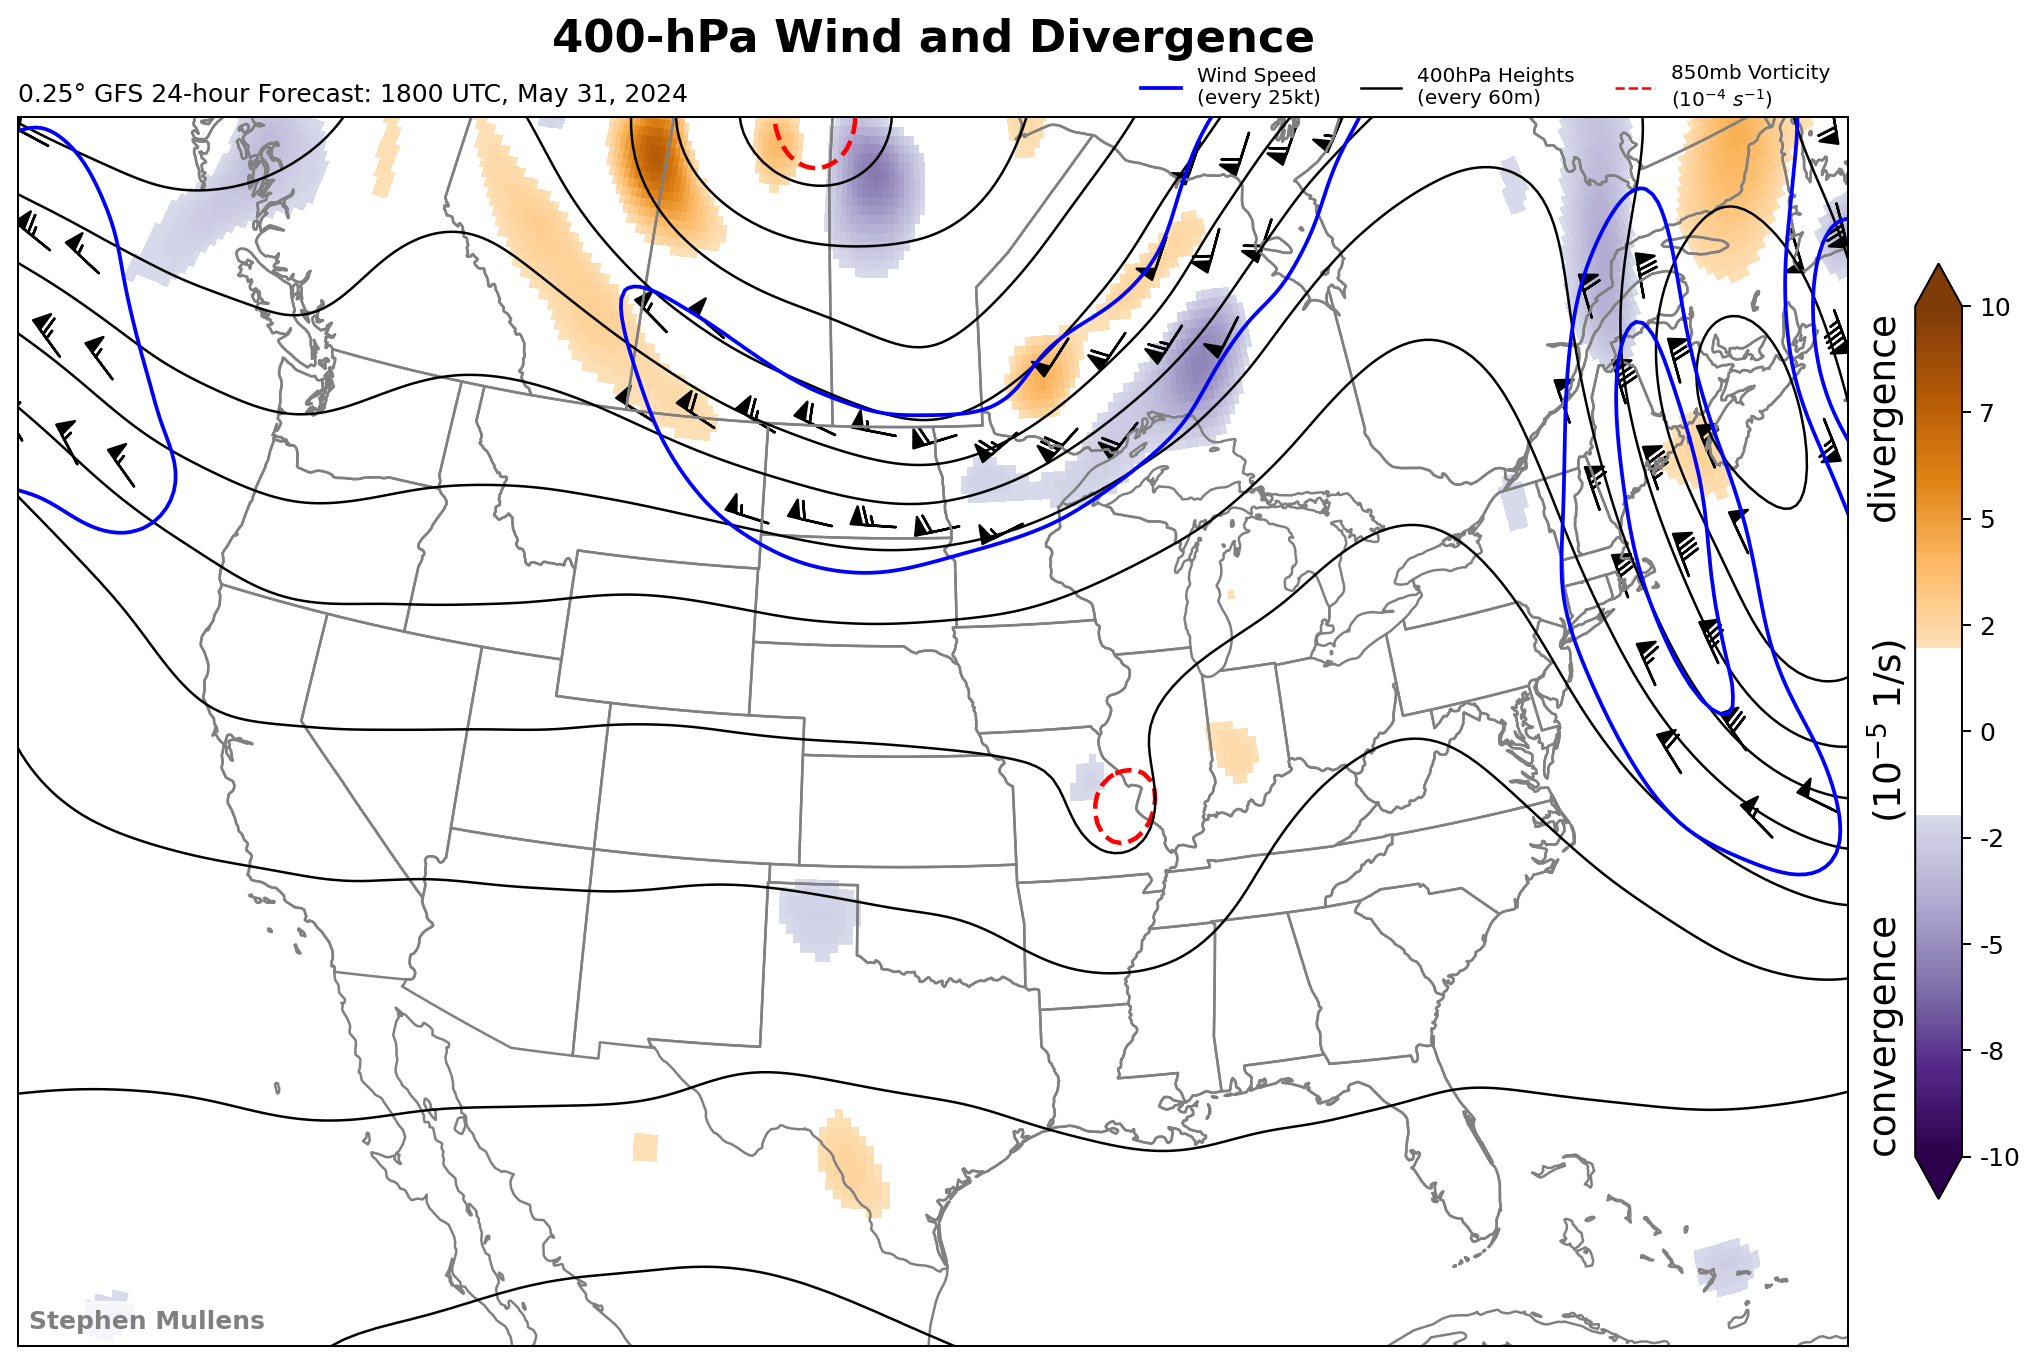 400-hPa Wind and Divergence
0.25° GFS 24-hour Forecast: 1800 UTC, May 31, 2024
Wind Speed
(every 25kt)
400hPa Heights
(every 60m)
850mb Vorticity
(10⁻⁴ s⁻¹)
10
7
5
2
0
-2
-5
-8
-10
convergence (10⁻⁵ 1/s) divergence
Stephen Mullens